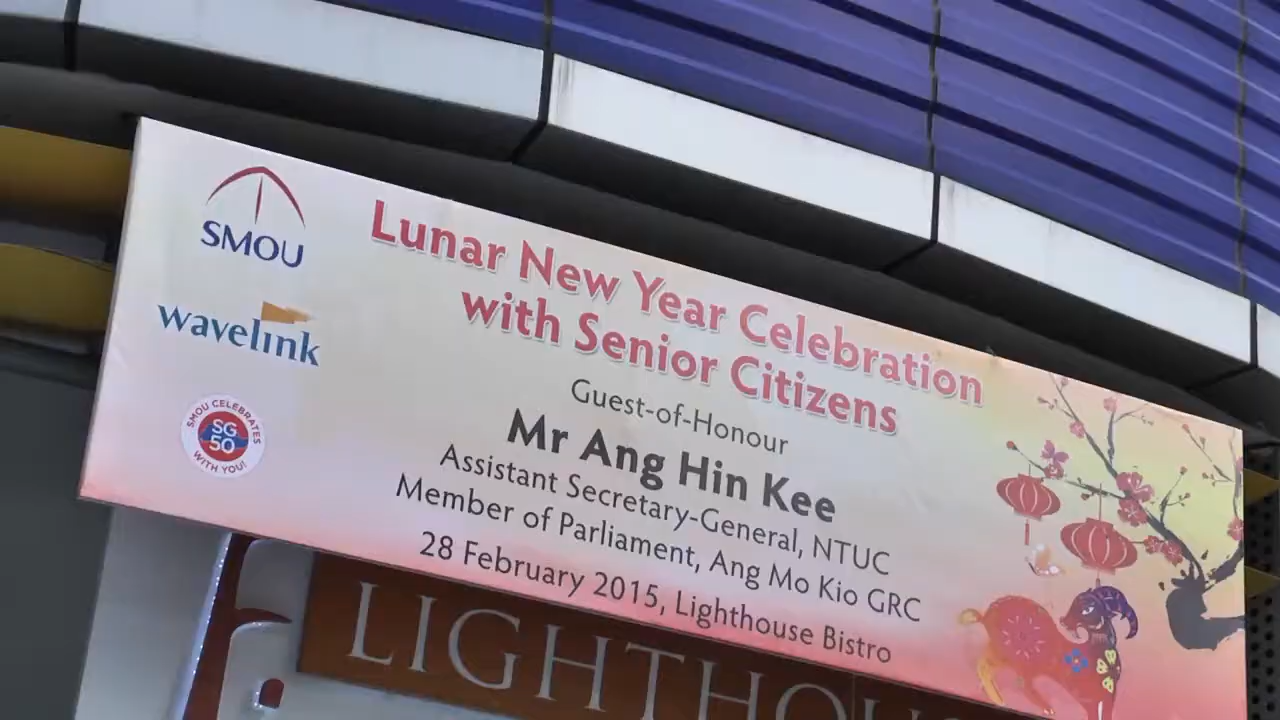 SMOU
wavelink
SMOU CELEBRATES
SG
50
WITH YOU!
Lunar New Year Celebration
with Senior Citizens
Guest-of-Honour
Mr Ang Hin Kee
Assistant Secretary-General, NTUC
Member of Parliament, Ang Mo Kio GRC
28 February 2015, Lighthouse Bistro
LIGHTHOU